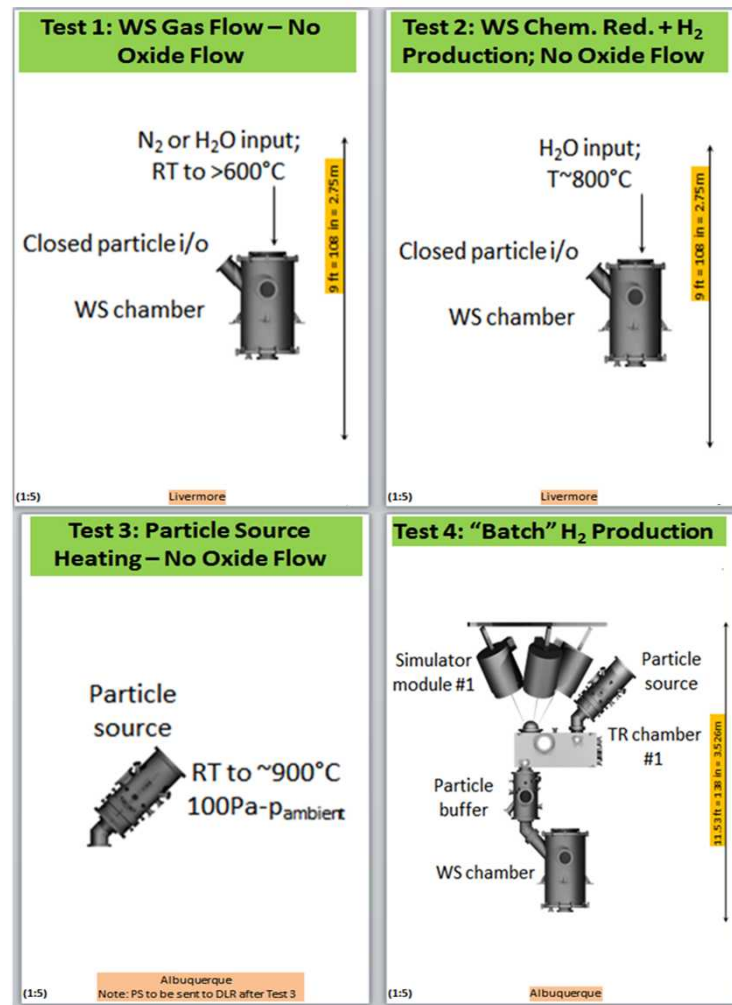 Test 1: WS Gas Flow – No
Oxide Flow
N₂ or H₂O input;
RT to >600°C
Closed particle i/o
WS chamber
9 ft = 108 in = 2.75m
(1:5)
Livermore
Test 2: WS Chem. Red. + H₂
Production; No Oxide Flow
H₂O input;
T~800°C
Closed particle i/o
WS chamber
9 ft = 108 in = 2.75m
(1:5)
Livermore
Test 3: Particle Source
Heating – No Oxide Flow
Particle
source
RT to ~900°C
100Pa-pambient
Albuquerque
Note: PS to be sent to DLR after Test 3
(1:5)
Test 4: “Batch” H₂ Production
Simulator
module #1
Particle
source
TR chamber
#1
Particle
buffer
WS chamber
11.53 ft = 138 in = 3.526m
(1:5)
Albuquerque